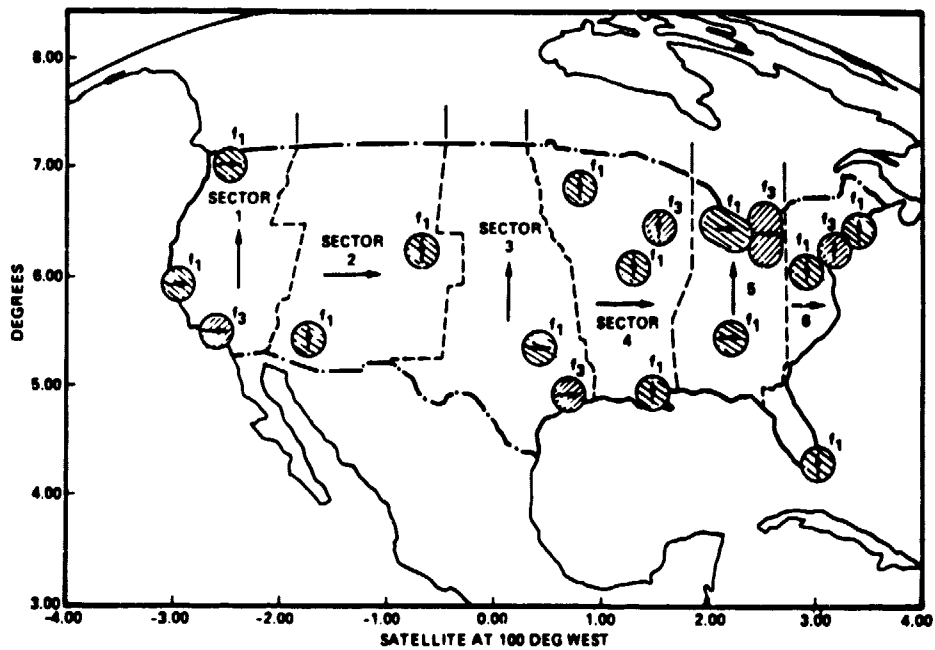 8.00
7.00
6.00
5.00
4.00
3.00
DEGREES
f1
SECTOR
1
f1
f3
SECTOR
2
f1
f1
SECTOR
3
f1
f3
f1
f3
f1
SECTOR
4
f1
f1
f3
5
f1
f1
f3
f1
6
f1
-4.00 -3.00 -2.00 -1.00 0.00 1.00 2.00 3.00 4.00
SATELLITE AT 100 DEG WEST